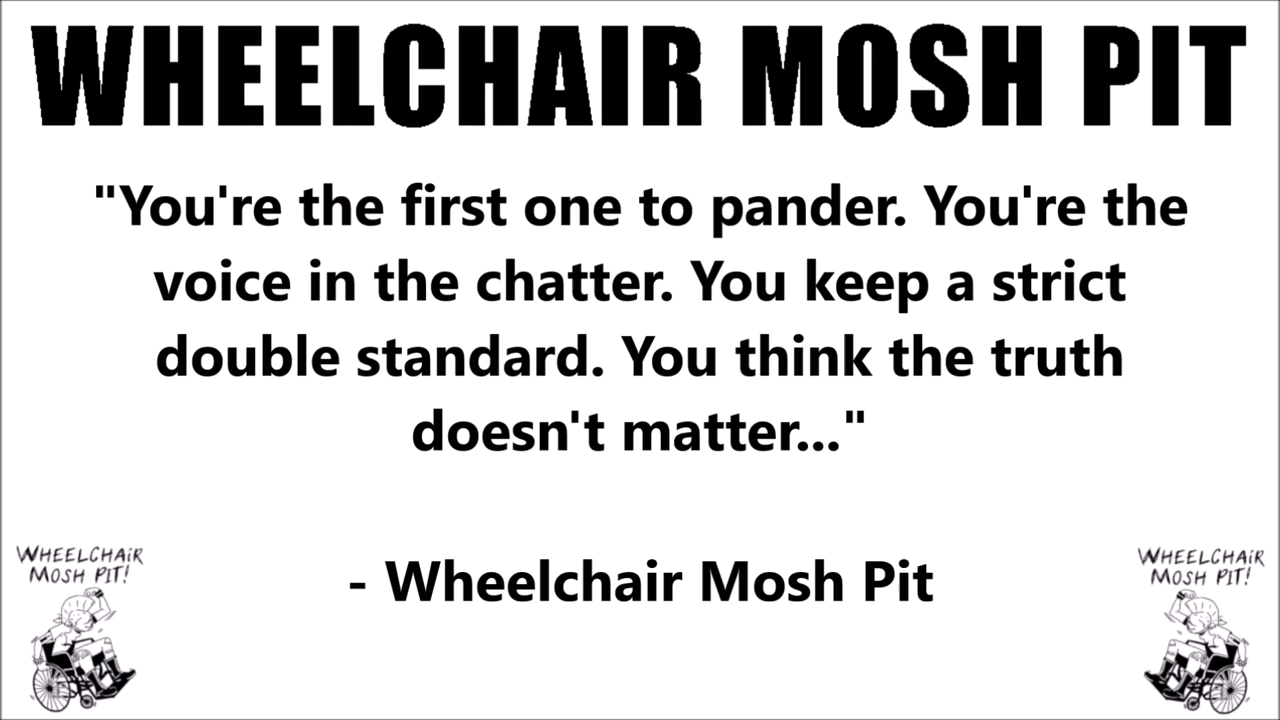 WHEELCHAIR MOSH PIT
"You're the first one to pander. You're the
voice in the chatter. You keep a strict
double standard. You think the truth
doesn't matter..."
- Wheelchair Mosh Pit
WHEELCHAiR
MOSH PiT!
WHEELCHAiR
MOSH PiT!